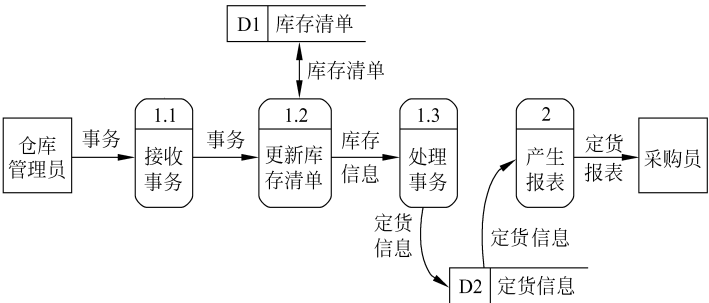 D1 库存清单
库存清单
1.1
1.2
1.3
2
仓库
管理员
事务
接收
事务
事务
更新库
存清单
库存
信息
处理
事务
产生
报表
定货
报表
采购员
定货
信息
定货信息
D2 定货信息